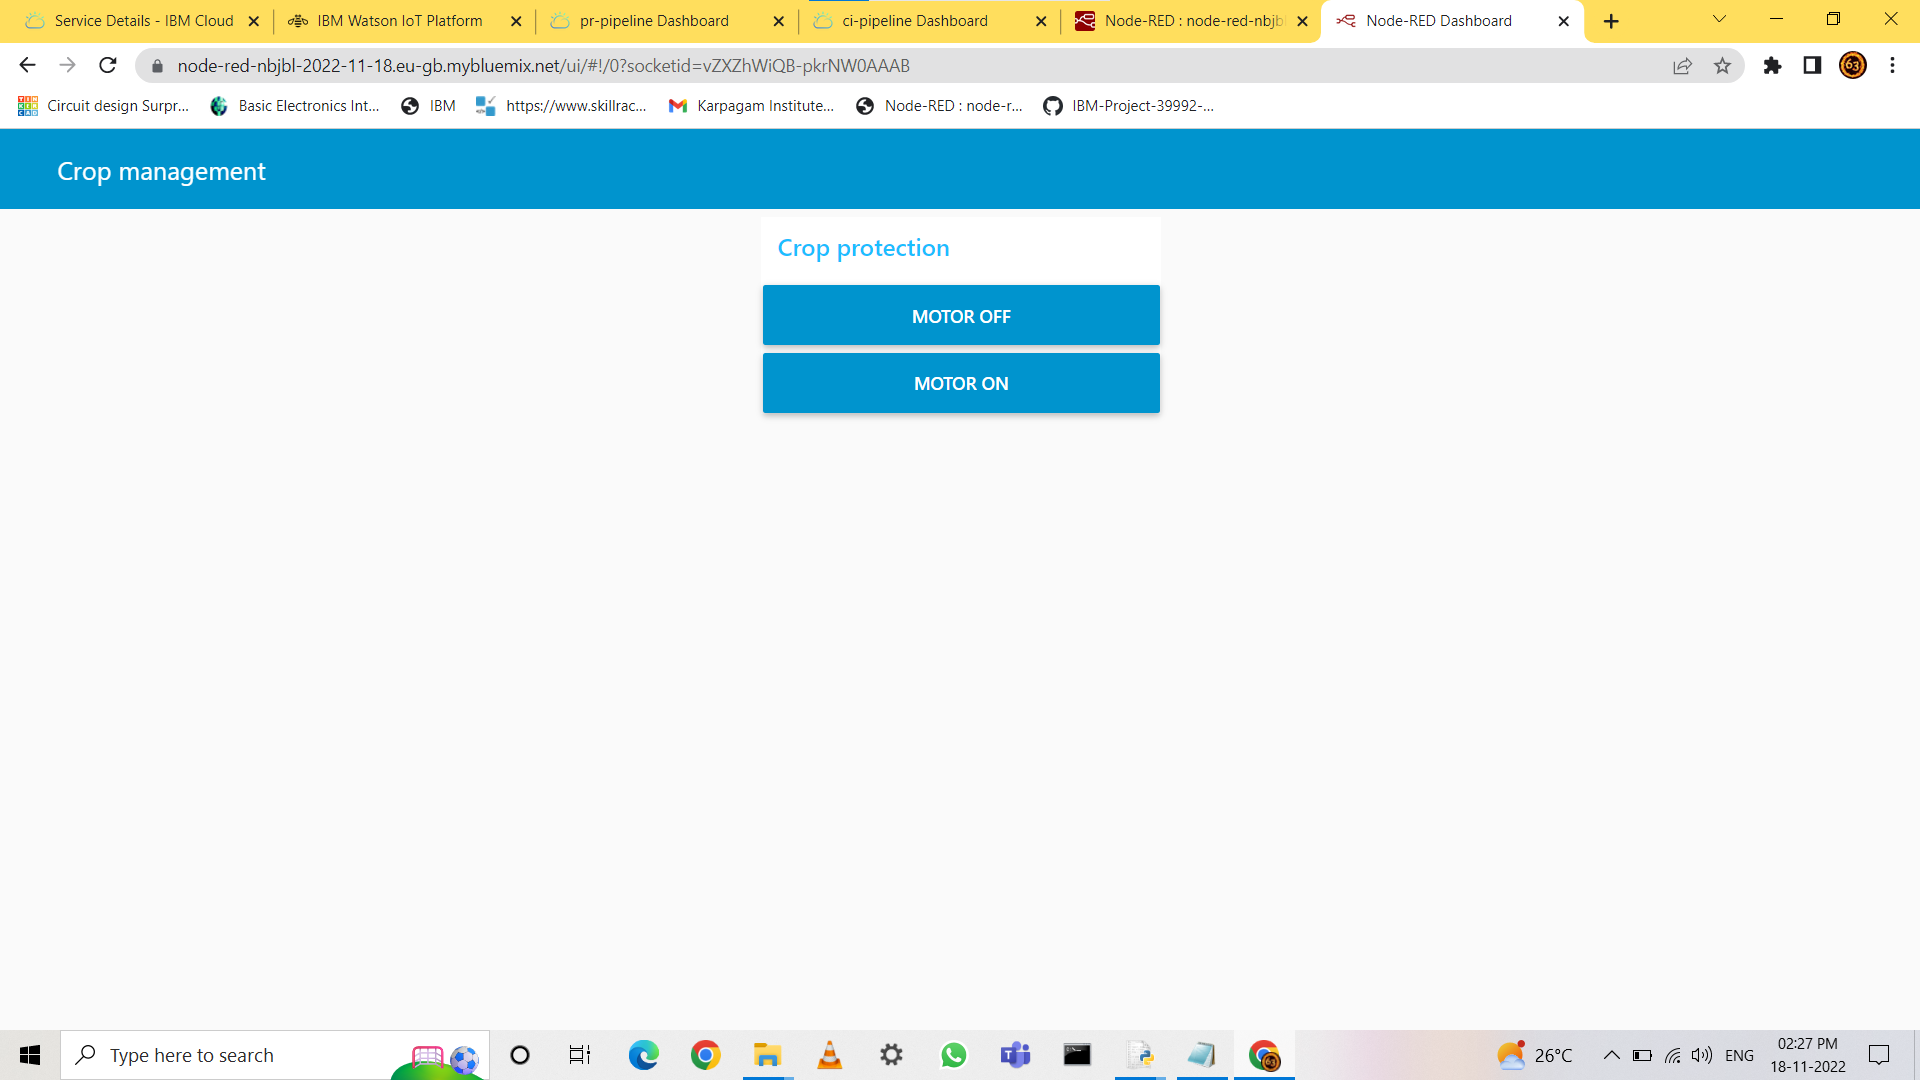 Service Details - IBM Cloud
IBM Watson IoT Platform
pr-pipeline Dashboard
ci-pipeline Dashboard
Node-RED : node-red-nbjb
Node-RED Dashboard
node-red-nbjbl-2022-11-18.eu-gb.mybluemix.net/ui/#!/0?socketid=vZXZhWiQB-pkrNW0AAAB
63
Circuit design Surpr...
Basic Electronics Int...
IBM
https://www.skillrac...
Karpagam Institute...
Node-RED : node-r...
IBM-Project-39992-...
Crop management
Crop protection
MOTOR OFF
MOTOR ON
Type here to search
26°C
ENG
02:27 PM
18-11-2022